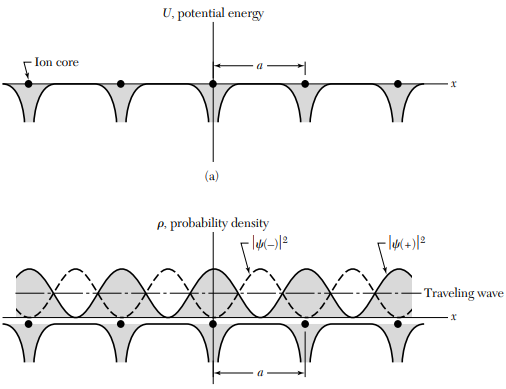 U, potential energy
Ion core
a
x
(a)
ρ, probability density
|ψ(–)|²
|ψ(+)|²
Traveling wave
x
a